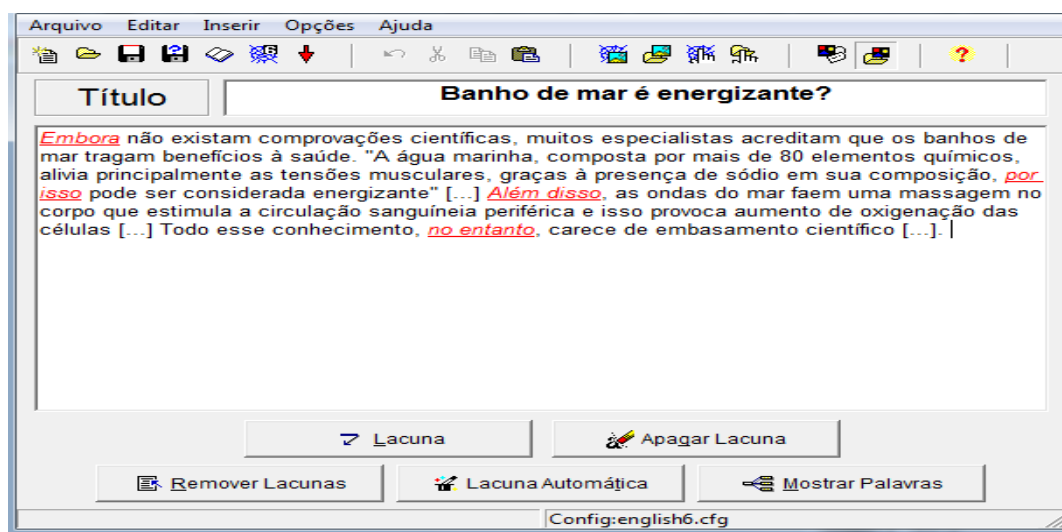 Arquivo Editar Inserir Opções Ajuda
Título
Banho de mar é energizante?
Embora não existam comprovações científicas, muitos especialistas acreditam que os banhos de
mar tragam benefícios à saúde. "A água marinha, composta por mais de 80 elementos químicos,
alivia principalmente as tensões musculares, graças à presença de sódio em sua composição, por
isso pode ser considerada energizante" [...] Além disso, as ondas do mar faem uma massagem no
corpo que estimula a circulação sanguíneia periférica e isso provoca aumento de oxigenação das
células [...] Todo esse conhecimento, no entanto, carece de embasamento científico [...].
Lacuna Apagar Lacuna
Remover Lacunas Lacuna Automática Mostrar Palavras
Config:english6.cfg